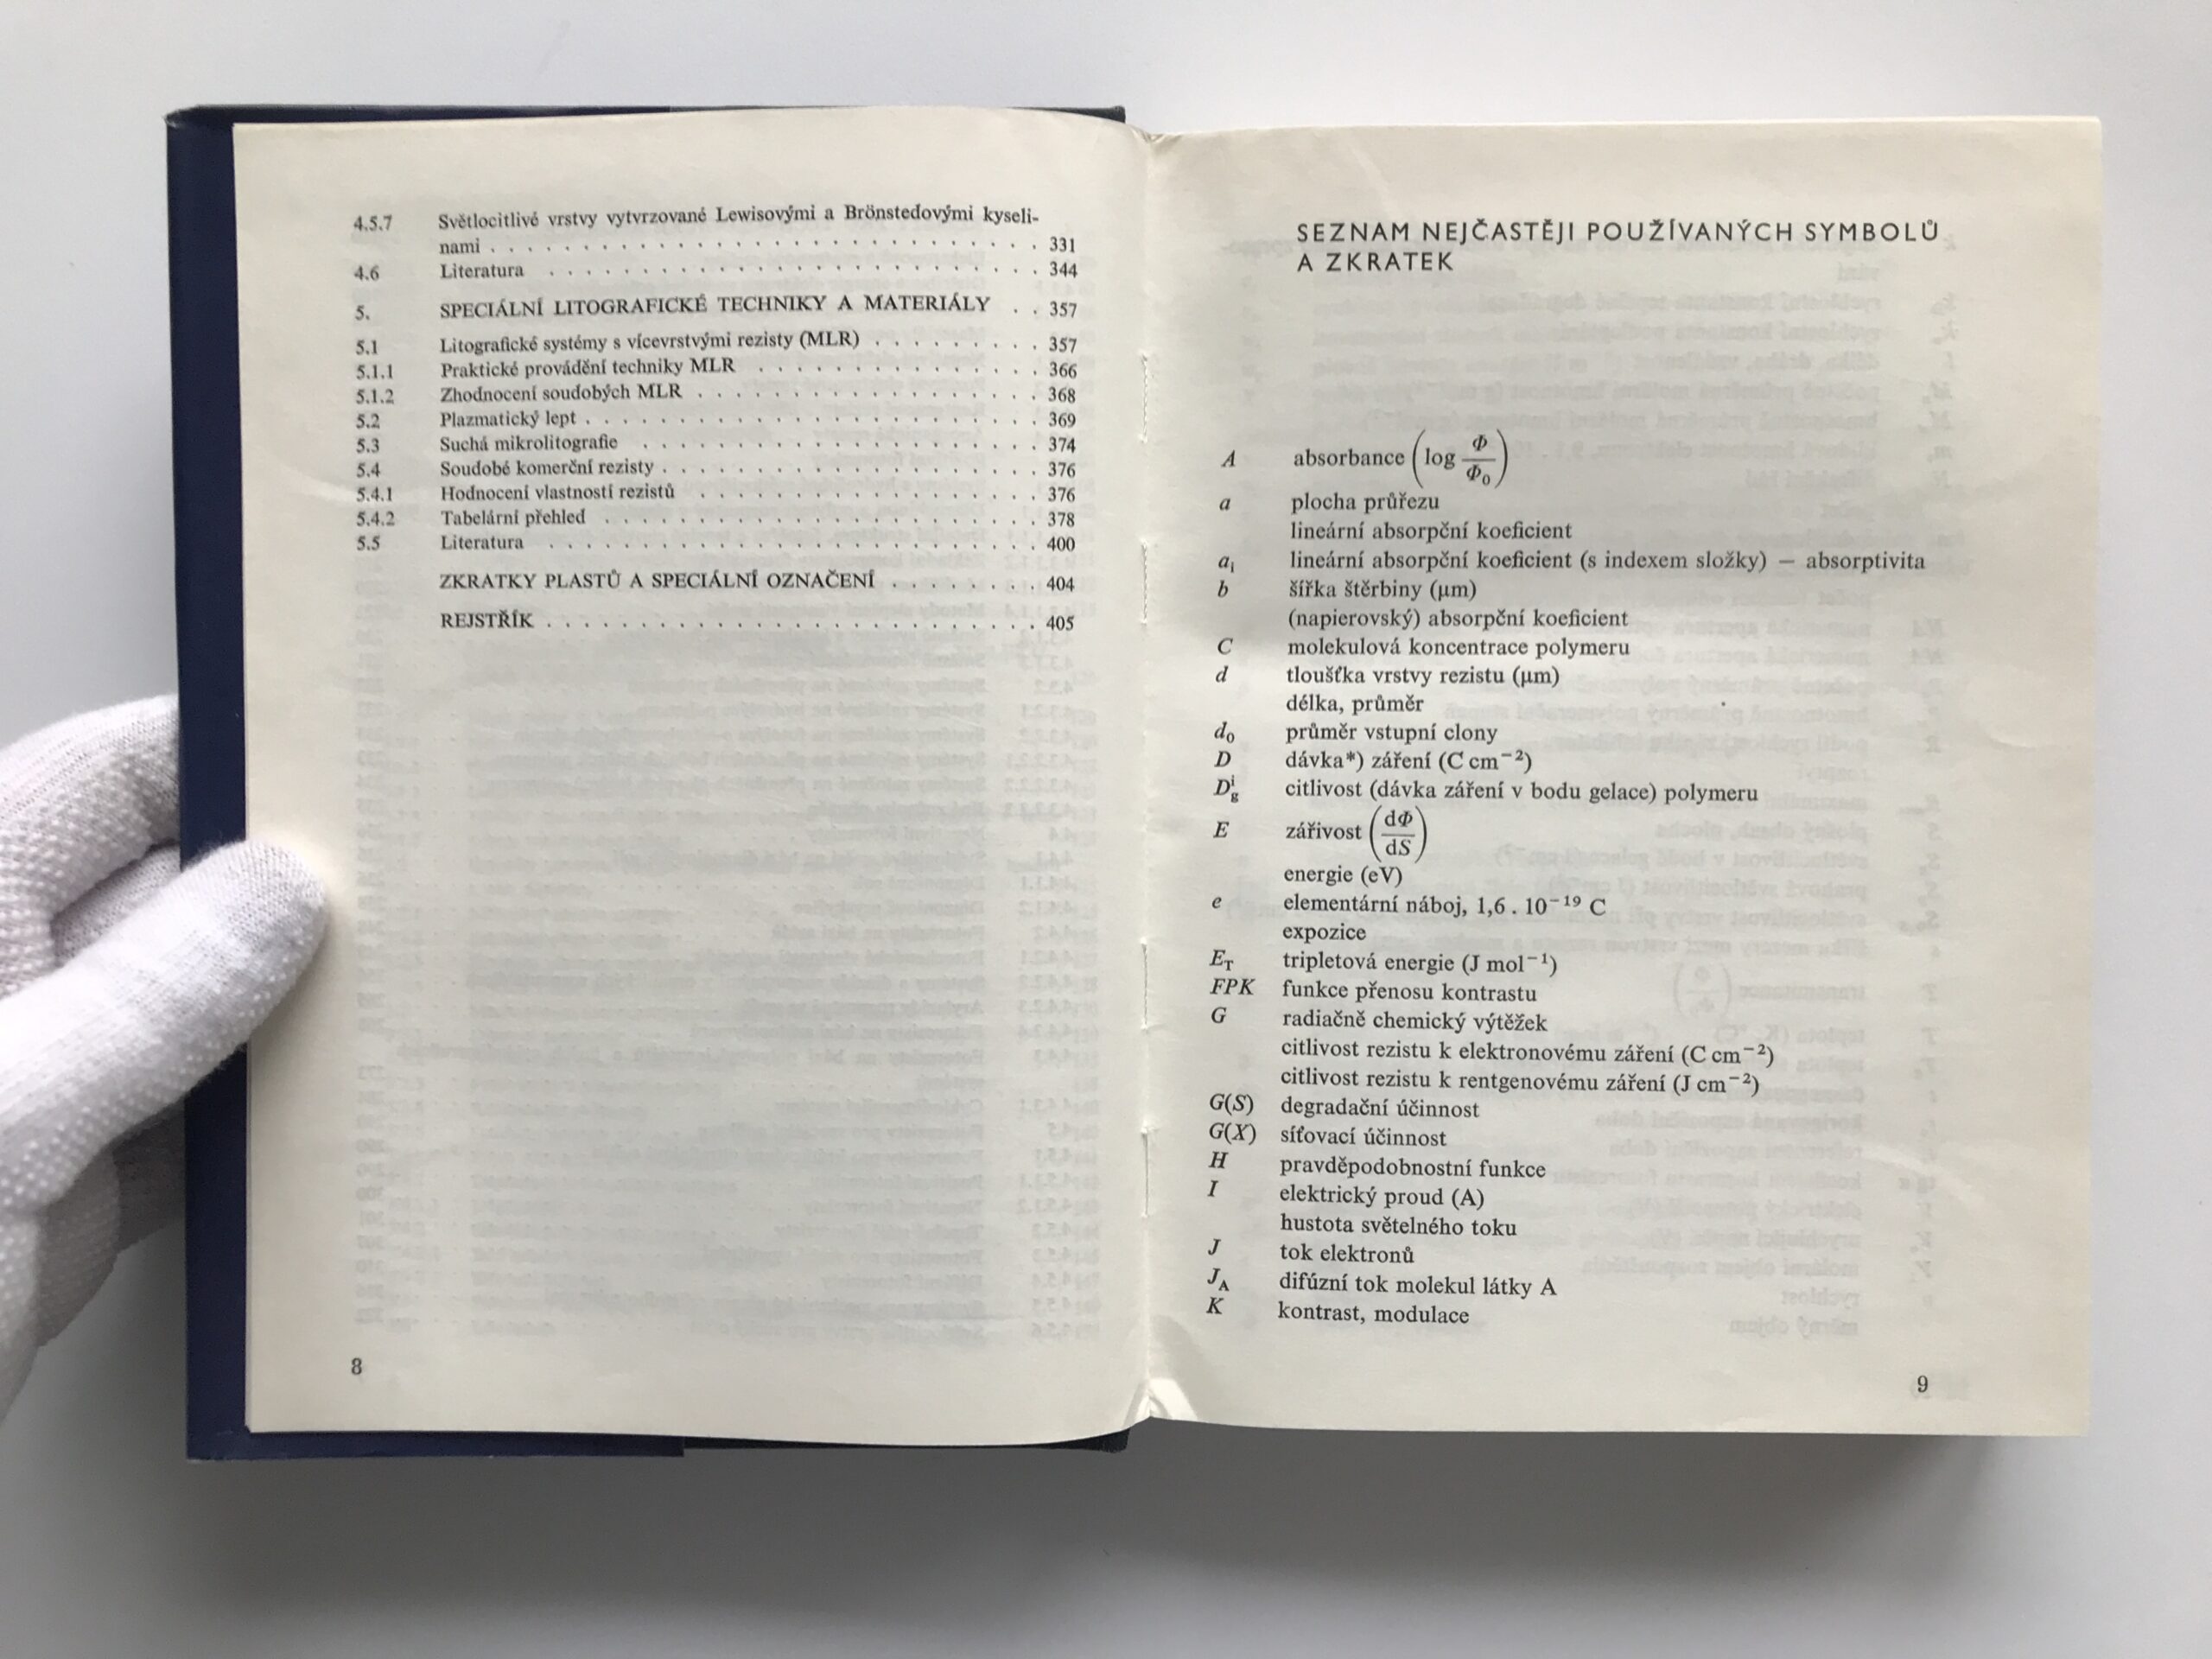 4.5.7 Světlocitlivé vrstvy vytvrzované Lewisovými a Brönstedovými kyseli-
nami . . . . . . . . . . . . . . . . . . . . . . . . . . . . . 331
4.6 Literatura . . . . . . . . . . . . . . . . . . . . . . . . . . 344
5. SPECIÁLNÍ LITOGRAFICKÉ TECHNIKY A MATERIÁLY . . 357
5.1 Litografické systémy s vícevrstvými rezisty (MLR) . . . . . . . . . 357
5.1.1 Praktické provádění techniky MLR . . . . . . . . . . . . . . . 366
5.1.2 Zhodnocení soudobých MLR . . . . . . . . . . . . . . . . . . 368
5.2 Plazmatický lept . . . . . . . . . . . . . . . . . . . . . . . . 369
5.3 Suchá mikrolitografie . . . . . . . . . . . . . . . . . . . . . 374
5.4 Soudobé komerční rezisty . . . . . . . . . . . . . . . . . . . . 376
5.4.1 Hodnocení vlastností rezistů . . . . . . . . . . . . . . . . . . 376
5.4.2 Tabelární přehled . . . . . . . . . . . . . . . . . . . . . . . 378
5.5 Literatura . . . . . . . . . . . . . . . . . . . . . . . . . . 400
ZKRATKY PLASTŮ A SPECIÁLNÍ OZNAČENÍ . . . . . . . . 404
REJSTŘÍK . . . . . . . . . . . . . . . . . . . . . . . . . . 405
8
SEZNAM NEJČASTĚJI POUŽÍVANÝCH SYMBOLŮ
A ZKRATEK
A absorbance (log Φ/Φ₀)
a plocha průřezu
lineární absorpční koeficient
aᵢ lineární absorpční koeficient (s indexem složky) — absorptivita
b šířka štěrbiny (μm)
(napierovský) absorpční koeficient
C molekulová koncentrace polymeru
d tloušťka vrstvy rezistu (μm)
délka, průměr
d₀ průměr vstupní clony
D dávka*) záření (C cm⁻²)
Dgⁱ citlivost (dávka záření v bodu gelace) polymeru
E zářivost (dΦ/dS)
energie (eV)
e elementární náboj, 1,6 . 10⁻¹⁹ C
expozice
E_T tripletová energie (J mol⁻¹)
FPK funkce přenosu kontrastu
G radiačně chemický výtěžek
citlivost rezistu k elektronovému záření (C cm⁻²)
citlivost rezistu k rentgenovému záření (J cm⁻²)
G(S) degradační účinnost
G(X) síťovací účinnost
H pravděpodobnostní funkce
I elektrický proud (A)
hustota světelného toku
J tok elektronů
J_A difúzní tok molekul látky A
K kontrast, modulace
9